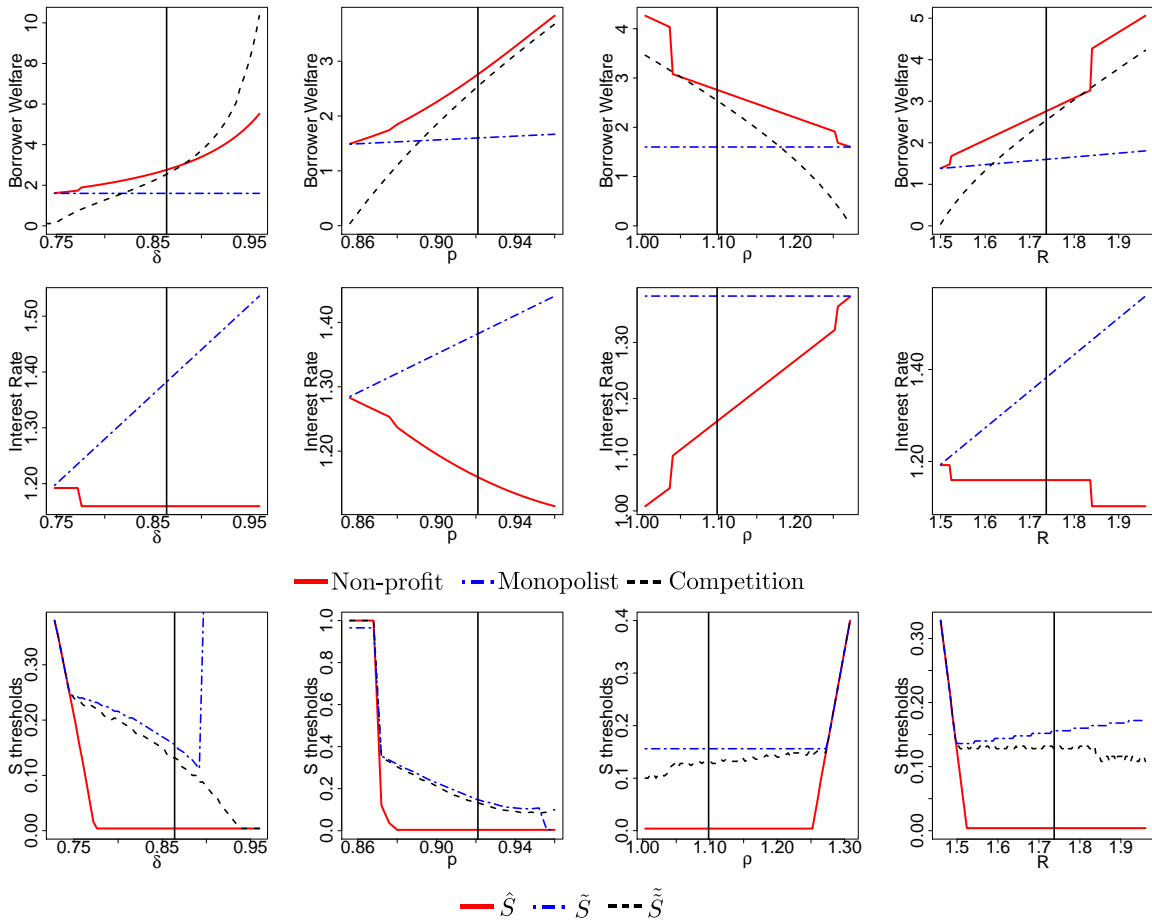 Borrower Welfare
0 2 4 6 8 10
0.75 0.85 0.95
δ
Borrower Welfare
0 1 2 3
0.86 0.90 0.94
p
Borrower Welfare
0 1 2 3 4
1.00 1.10 1.20
ρ
Borrower Welfare
0 1 2 3 4 5
1.5 1.6 1.7 1.8 1.9
R
Interest Rate
1.20 1.30 1.40 1.50
0.75 0.85 0.95
δ
Interest Rate
1.20 1.30 1.40
0.86 0.90 0.94
p
Interest Rate
1.00 1.10 1.20 1.30
1.00 1.10 1.20
ρ
Interest Rate
1.20 1.40
1.5 1.6 1.7 1.8 1.9
R
Non-profit Monopolist Competition
S thresholds
0.00 0.10 0.20 0.30
0.75 0.85 0.95
δ
S thresholds
0.0 0.2 0.4 0.6 0.8 1.0
0.86 0.90 0.94
p
S thresholds
0.0 0.1 0.2 0.3 0.4
1.00 1.10 1.20 1.30
ρ
S thresholds
0.00 0.10 0.20 0.30
1.5 1.6 1.7 1.8 1.9
R
Ŝ S̃ S̃̃